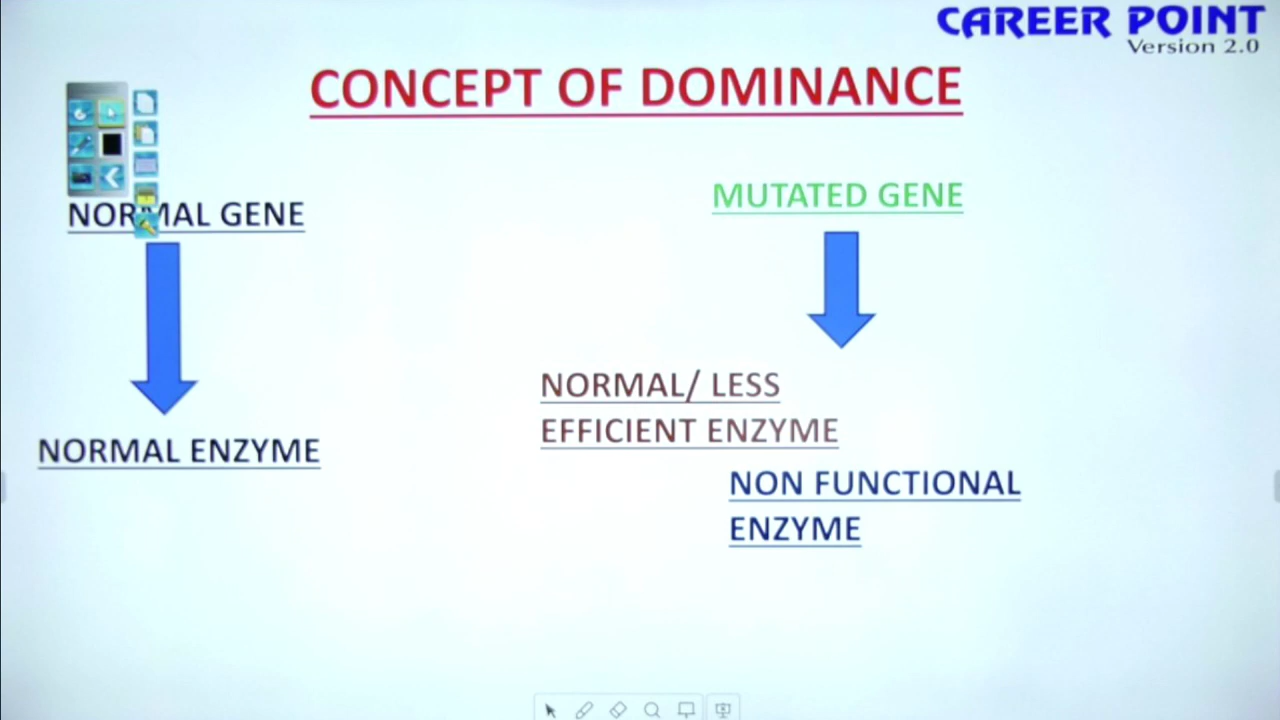 CAREER POINT
Version 2.0
CONCEPT OF DOMINANCE
NORMAL GENE
MUTATED GENE
NORMAL/ LESS
EFFICIENT ENZYME
NORMAL ENZYME
NON FUNCTIONAL
ENZYME